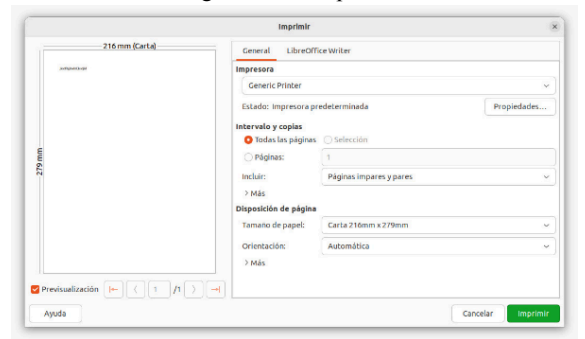 Imprimir
216 mm (Carta)
279 mm
Previsualización
1 /1
General LibreOffice Writer
Impresora
Generic Printer
Estado: Impresora predeterminada Propiedades...
Intervalo y copias
Todas las páginas Selección
Páginas: 1
Incluir: Páginas impares y pares
> Más
Disposición de página
Tamaño de papel: Carta 216mm x 279mm
Orientación: Automática
> Más
Ayuda Cancelar Imprimir